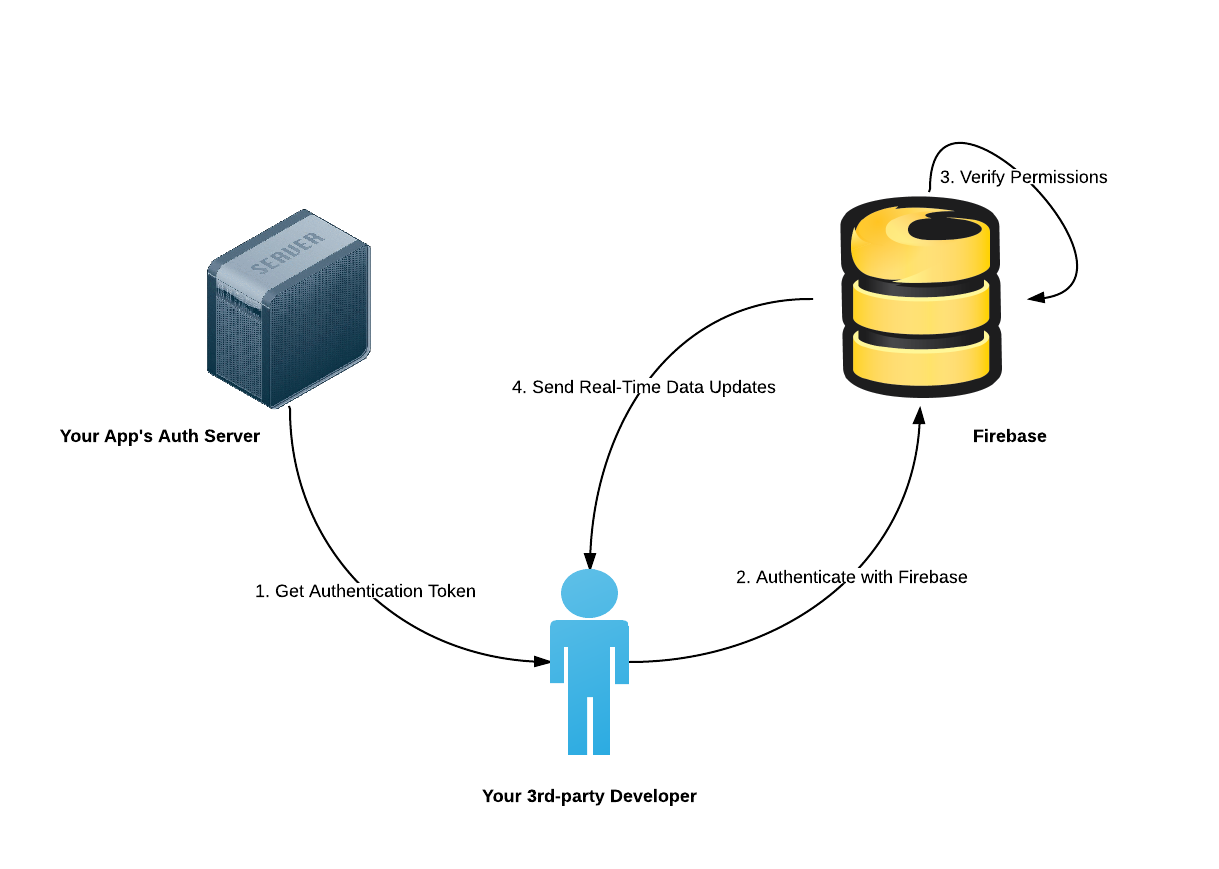 3. Verify Permissions
SERVER
4. Send Real-Time Data Updates
Your App's Auth Server
Firebase
2. Authenticate with Firebase
1. Get Authentication Token
Your 3rd-party Developer